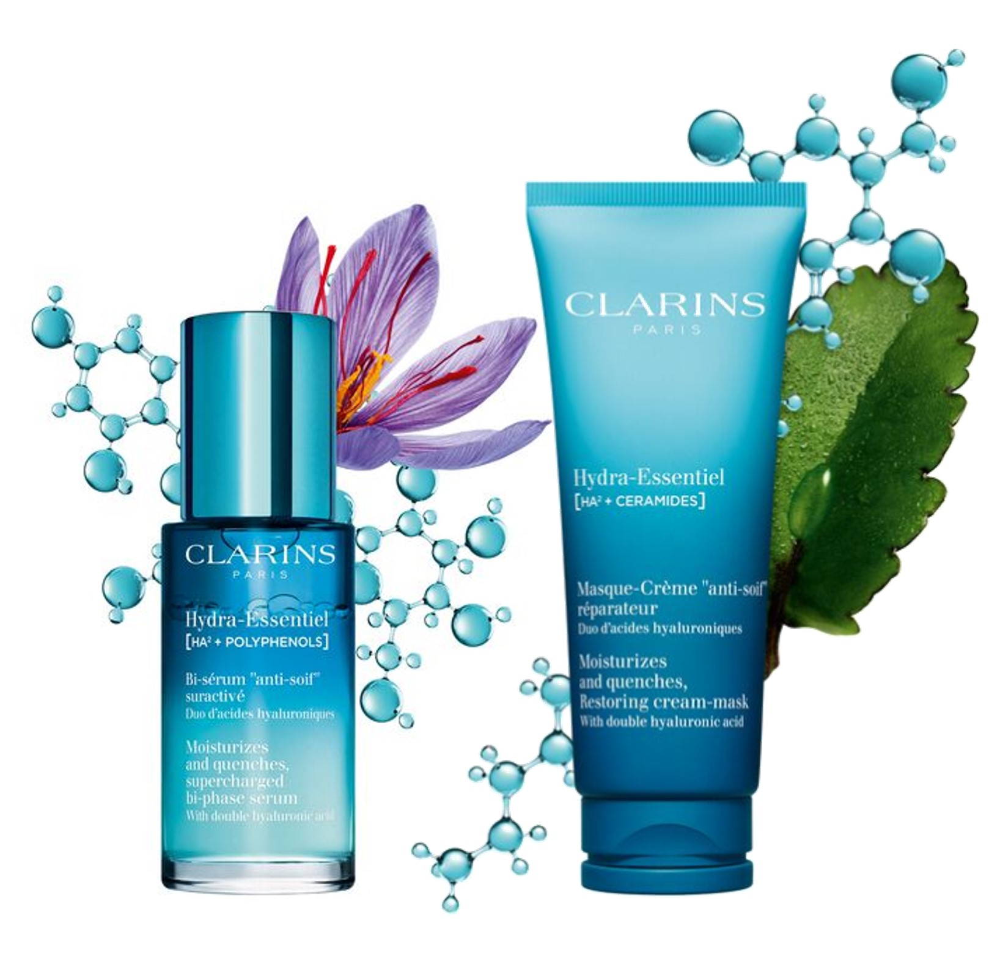 CLARINS
PARIS
Hydra-Essentiel
[HA² + POLYPHENOLS]
Bi-sérum "anti-soif"
suractivé
Duo d'acides hyaluroniques
Moisturizes
and quenches,
supercharged
bi-phase serum
With double hyaluronic acid
CLARINS
PARIS
Hydra-Essentiel
[HA² + CERAMIDES]
Masque-Crème "anti-soif"
réparateur
Duo d'acides hyaluroniques
Moisturizes
and quenches,
Restoring cream-mask
With double hyaluronic acid